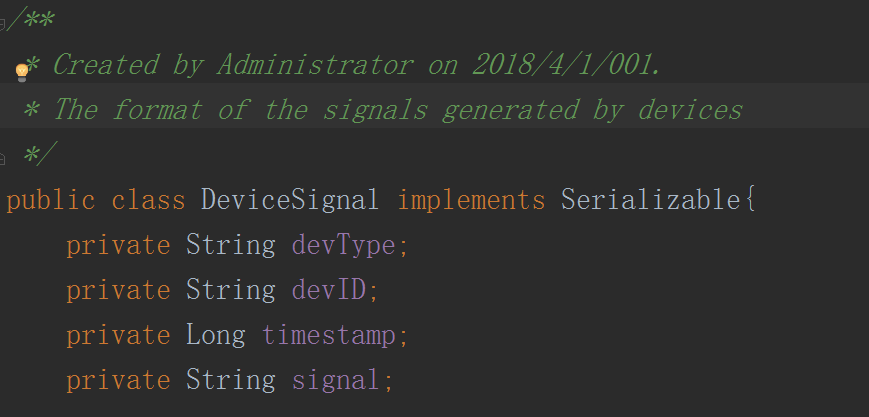 /**
 * Created by Administrator on 2018/4/1/001.
 * The format of the signals generated by devices
 */
public class DeviceSignal implements Serializable{
    private String devType;
    private String devID;
    private Long timestamp;
    private String signal;